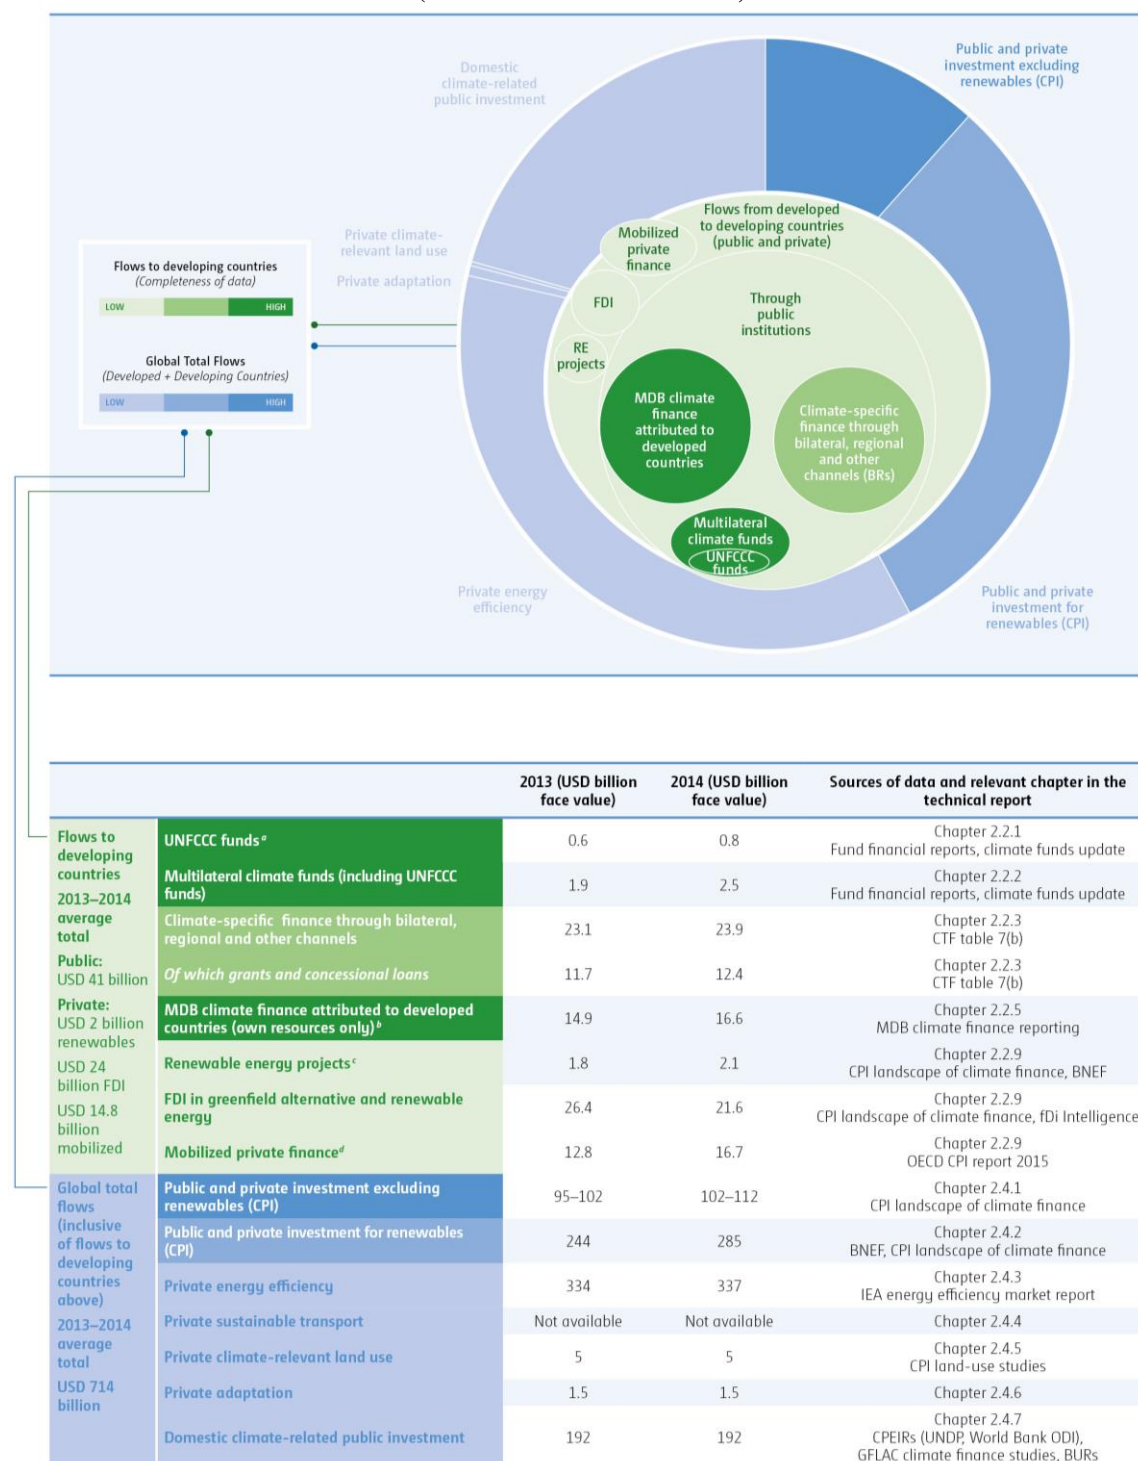 Public and private
investment excluding
renewables (CPI)
Domestic
climate-related
public investment
Flows from developed
to developing countries
(public and private)
Mobilized
private
finance
Private climate-
relevant land use
Private adaptation
Flows to developing countries
(Completeness of data)
LOW HIGH
Global Total Flows
(Developed + Developing Countries)
LOW HIGH
FDI
Through
public
institutions
RE
projects
MDB climate
finance
attributed to
developed
countries
Climate-specific
finance through
bilateral, regional
and other
channels (BRs)
Multilateral
climate funds
UNFCCC
funds
Private energy
efficiency
Public and private
investment for
renewables (CPI)
2013 (USD billion
face value)
2014 (USD billion
face value)
Sources of data and relevant chapter in the
technical report
Flows to
developing
countries
2013–2014
average
total
Public:
USD 41 billion
Private:
USD 2 billion
renewables
USD 24
billion FDI
USD 14.8
billion
mobilized
UNFCCC funds a
0.6
0.8
Chapter 2.2.1
Fund financial reports, climate funds update
Multilateral climate funds (including UNFCCC
funds)
1.9
2.5
Chapter 2.2.2
Fund financial reports, climate funds update
Climate-specific finance through bilateral,
regional and other channels
23.1
23.9
Chapter 2.2.3
CTF table 7(b)
Of which grants and concessional loans
11.7
12.4
Chapter 2.2.3
CTF table 7(b)
MDB climate finance attributed to developed
countries (own resources only) b
14.9
16.6
Chapter 2.2.5
MDB climate finance reporting
Renewable energy projects c
1.8
2.1
Chapter 2.2.9
CPI landscape of climate finance, BNEF
FDI in greenfield alternative and renewable
energy
26.4
21.6
Chapter 2.2.9
CPI landscape of climate finance, fDi Intelligence
Mobilized private finance d
12.8
16.7
Chapter 2.2.9
OECD CPI report 2015
Global total
flows
(inclusive
of flows to
developing
countries
above)
2013–2014
average
total
USD 714
billion
Public and private investment excluding
renewables (CPI)
95–102
102–112
Chapter 2.4.1
CPI landscape of climate finance
Public and private investment for renewables
(CPI)
244
285
Chapter 2.4.2
BNEF, CPI landscape of climate finance
Private energy efficiency
334
337
Chapter 2.4.3
IEA energy efficiency market report
Private sustainable transport
Not available
Not available
Chapter 2.4.4
Private climate-relevant land use
5
5
Chapter 2.4.5
CPI land-use studies
Private adaptation
1.5
1.5
Chapter 2.4.6
Domestic climate-related public investment
192
192
Chapter 2.4.7
CPEIRs (UNDP, World Bank ODI),
GFLAC climate finance studies, BURs